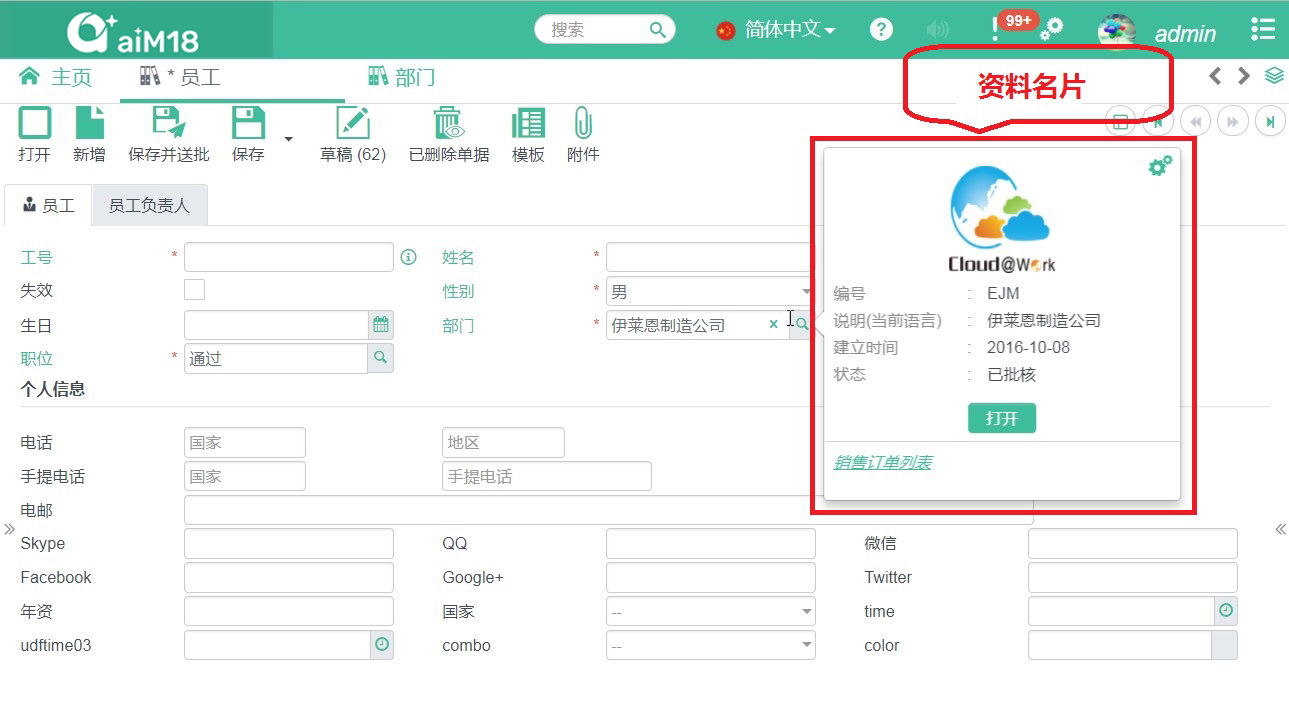 aiM18 搜索 简体中文 ? ! 99+ admin
主页 * 员工 部门
资料名片
打开 新增 保存并送批 保存 草稿 (62) 已删除单据 模板 附件
员工 员工负责人
Cloud@Work
编号 : EJM
说明(当前语言) : 伊莱恩制造公司
建立时间 : 2016-10-08
状态 : 已批核
打开
销售订单列表
工号 * 姓名 *
失效 性别 * 男
生日 部门 * 伊莱恩制造公司 ×
职位 * 通过
个人信息
电话 国家 地区
手提电话 国家 手提电话
电邮
Skype QQ 微信
Facebook Google+ Twitter
年资 国家 -- time
udftime03 combo -- color